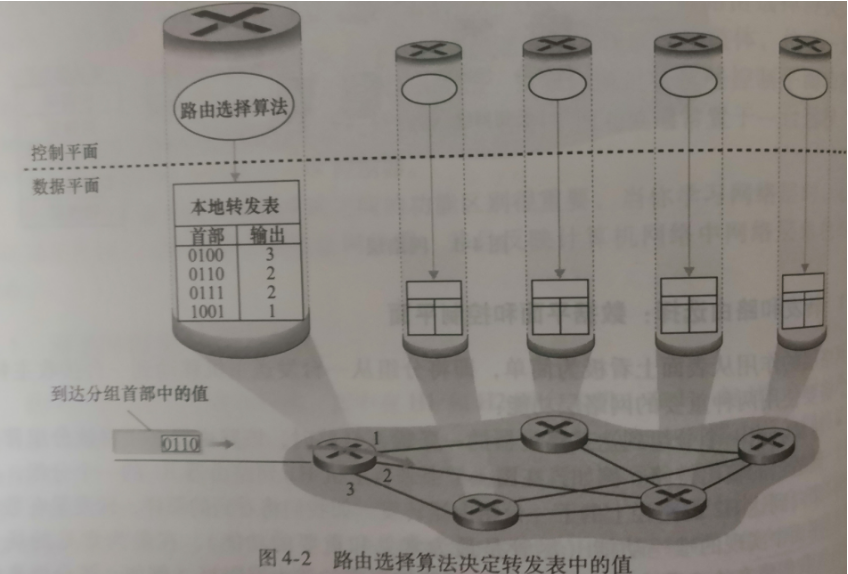 路由选择算法
控制平面
数据平面
本地转发表
首部 输出
0100 3
0110 2
0111 2
1001 1
到达分组首部中的值
0110
1
2
3
图4-2 路由选择算法决定转发表中的值